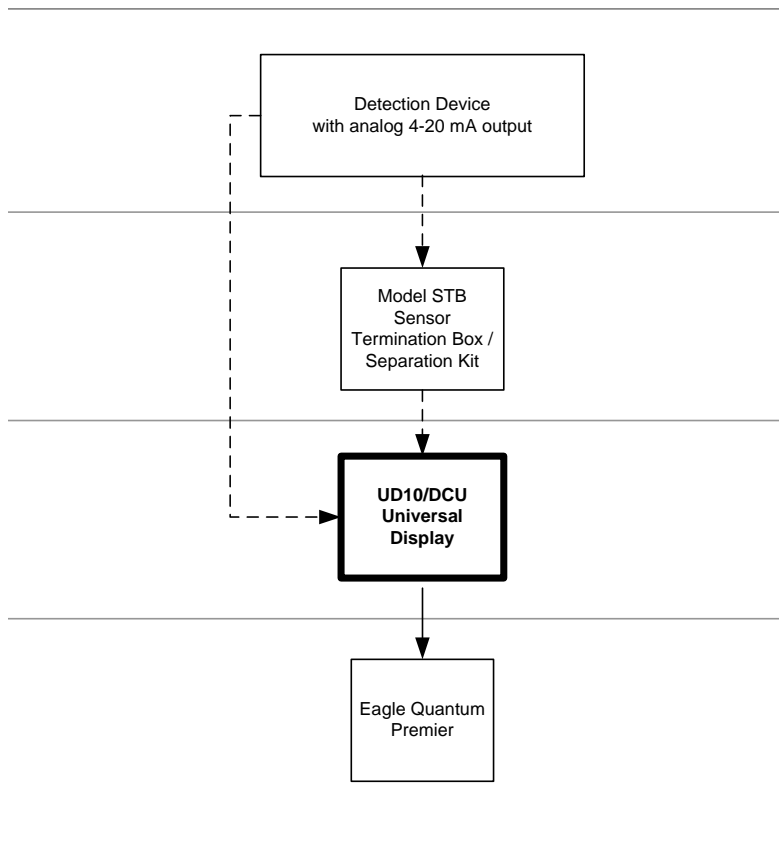 Detection Device
with analog 4-20 mA output
Model STB
Sensor
Termination Box /
Separation Kit
UD10/DCU
Universal
Display
Eagle Quantum
Premier